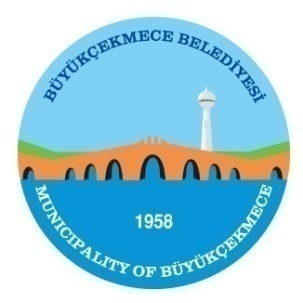 BÜYÜKÇEKMECE BELEDİYESİ
1958
MUNICIPALITY OF BÜYÜKÇEKMECE